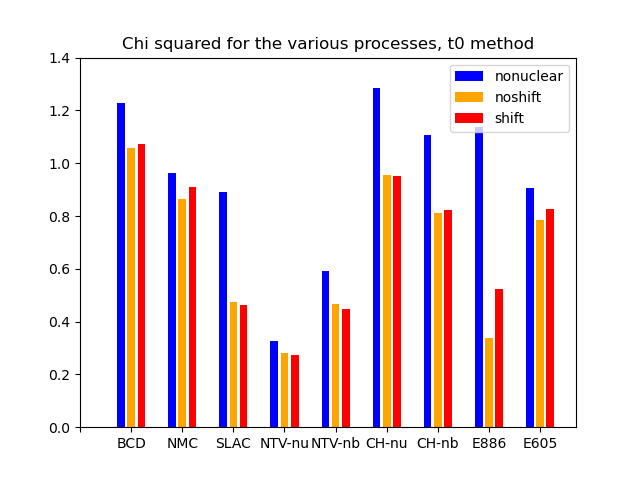 Chi squared for the various processes, t0 method
1.4
1.2
1.0
0.8
0.6
0.4
0.2
0.0
nonuclear
noshift
shift
BCD NMC SLAC NTV-nu NTV-nb CH-nu CH-nb E886 E605